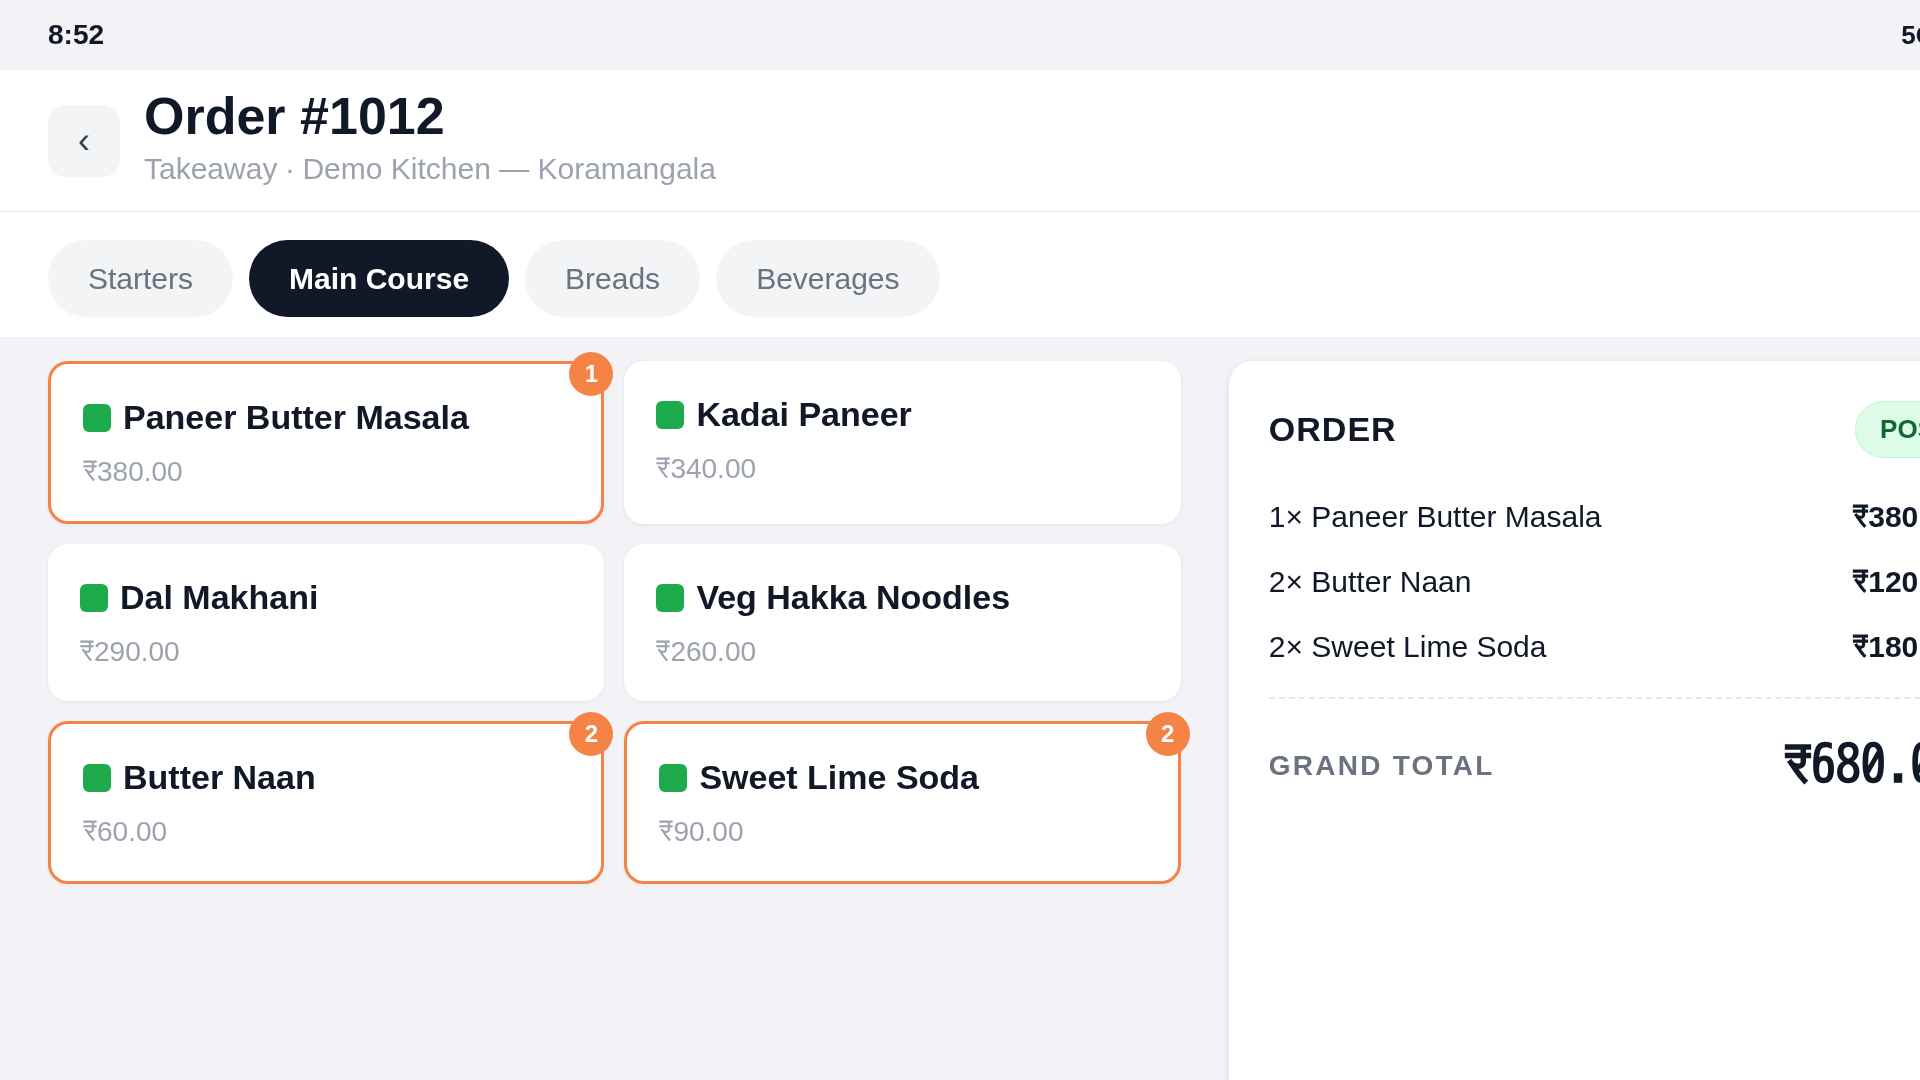 8:52
‹
Order #1012
Takeaway · Demo Kitchen — Koramangala
Starters
Main Course
Breads
Beverages
1
Paneer Butter Masala
₹380.00
Kadai Paneer
₹340.00
Dal Makhani
₹290.00
Veg Hakka Noodles
₹260.00
2
Butter Naan
₹60.00
2
Sweet Lime Soda
₹90.00
ORDER
1× Paneer Butter Masala ₹380
2× Butter Naan ₹120
2× Sweet Lime Soda ₹180
GRAND TOTAL ₹680.0